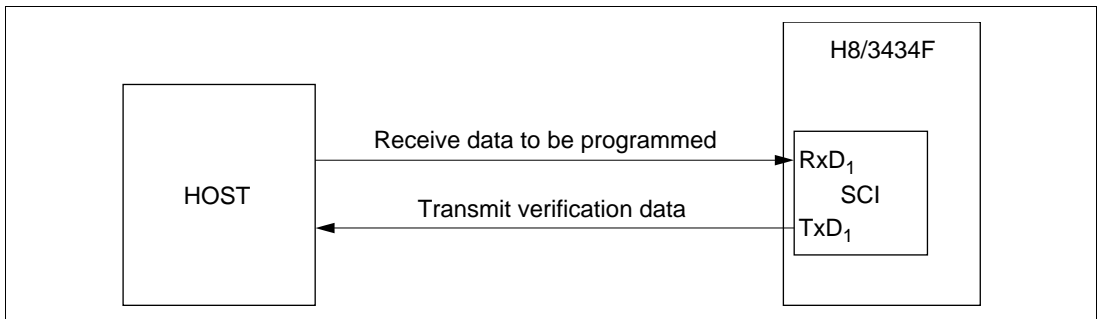 H8/3434F
Receive data to be programmed
RxD1
HOST
SCI
Transmit verification data
TxD1